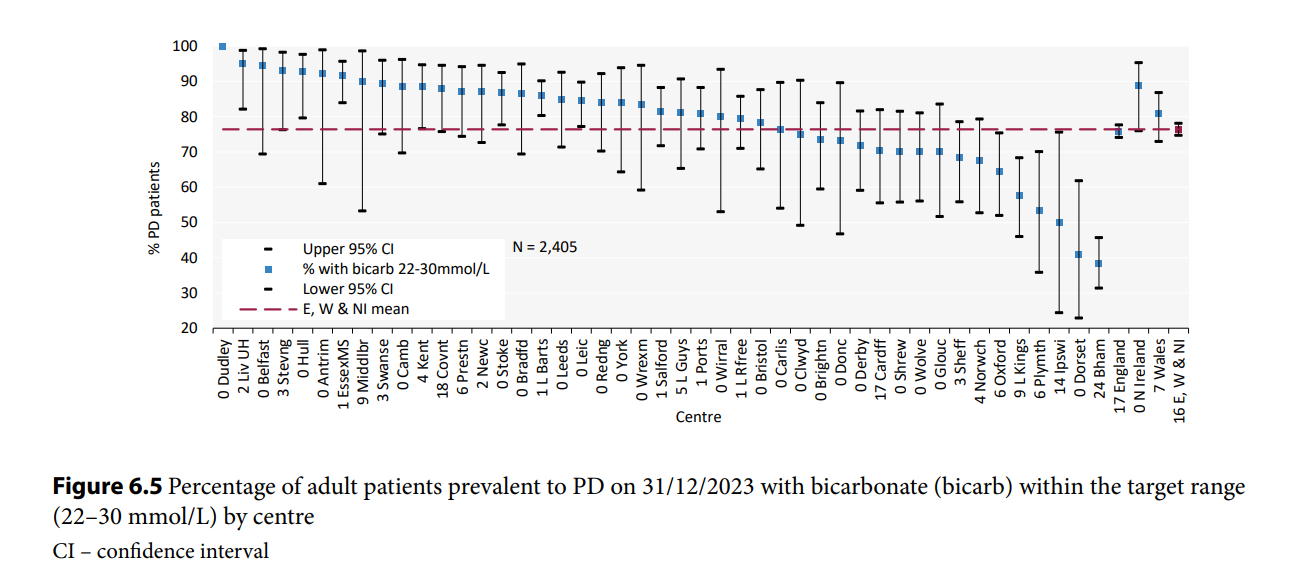 100
90
80
70
60
50
40
30
20
% PD patients
Upper 95% CI
% with bicarb 22-30mmol/L
Lower 95% CI
E, W & NI mean
N = 2,405
0 Dudley
2 Liv UH
0 Belfast
3 Stevng
0 Hull
0 Antrim
1 EssexMS
9 Middlbr
3 Swanse
0 Camb
4 Kent
18 Covnt
6 Prestn
2 Newc
0 Stoke
0 Bradfd
1 L Barts
0 Leeds
0 Leic
0 Redng
0 York
0 Wrexm
1 Salford
5 L Guys
1 Ports
0 Wirral
1 L Rfree
0 Bristol
0 Carlis
0 Clwyd
0 Brightn
0 Donc
0 Derby
17 Cardff
0 Shrew
0 Wolve
0 Glouc
3 Sheff
4 Norwch
6 Oxford
9 L Kings
6 Plymth
14 Ipswi
0 Dorset
24 Bham
17 England
0 N Ireland
7 Wales
16 E, W & NI
Centre
Figure 6.5 Percentage of adult patients prevalent to PD on 31/12/2023 with bicarbonate (bicarb) within the target range
(22–30 mmol/L) by centre
CI – confidence interval